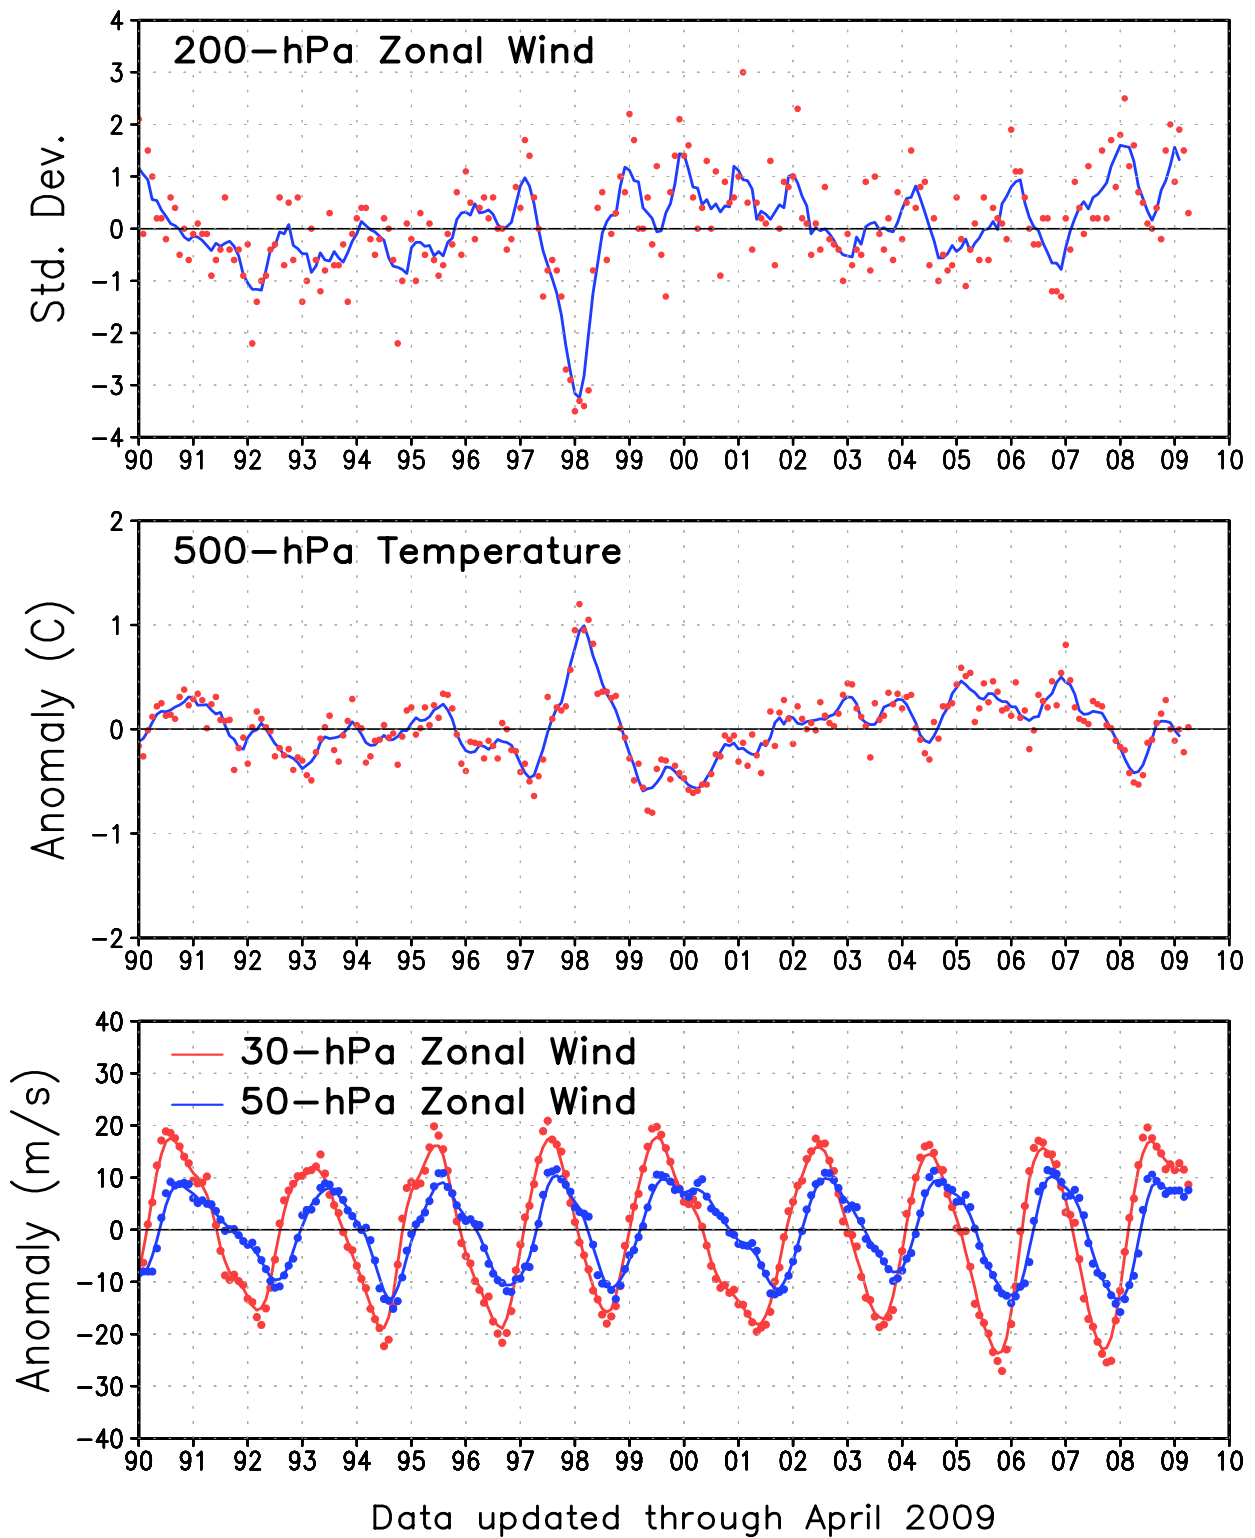 200-hPa Zonal Wind
Std. Dev.
4
3
2
1
0
-1
-2
-3
-4
90 91 92 93 94 95 96 97 98 99 00 01 02 03 04 05 06 07 08 09 10
500-hPa Temperature
Anomaly (C)
2
1
0
-1
-2
90 91 92 93 94 95 96 97 98 99 00 01 02 03 04 05 06 07 08 09 10
30-hPa Zonal Wind
50-hPa Zonal Wind
Anomaly (m/s)
40
30
20
10
0
-10
-20
-30
-40
90 91 92 93 94 95 96 97 98 99 00 01 02 03 04 05 06 07 08 09 10
Data updated through April 2009